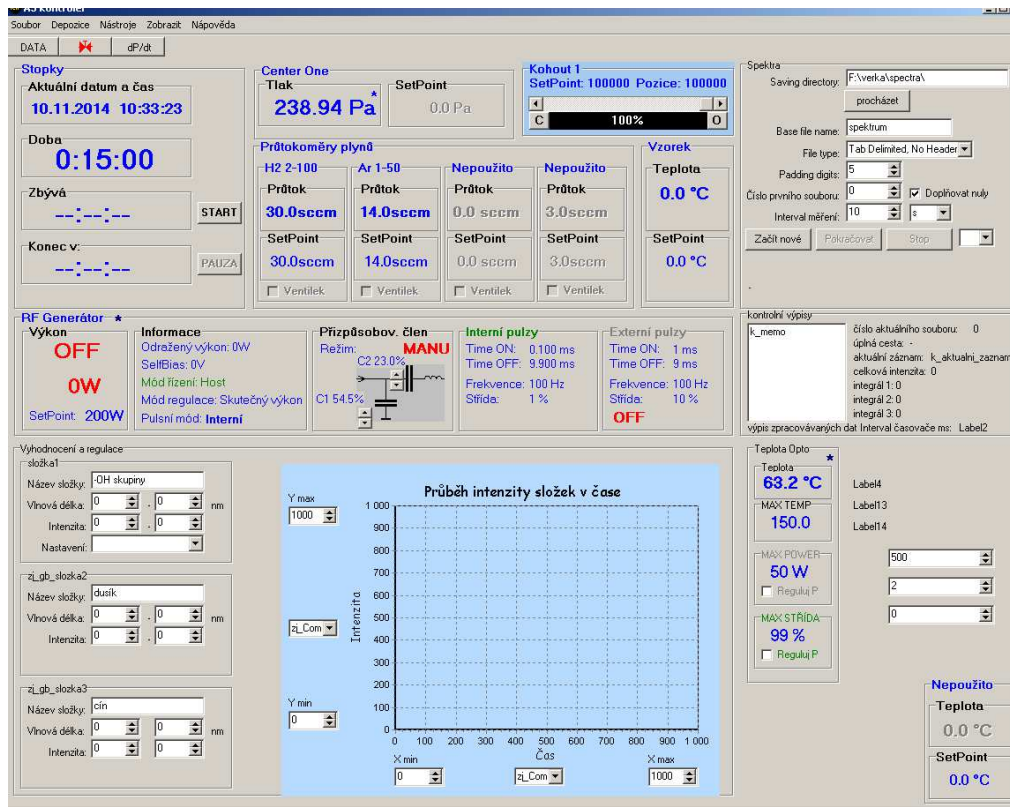 AS Kontroler
Soubor Depozice Nástroje Zobrazit Nápověda
DATA dP/dt
Stopky
Aktuální datum a čas
10.11.2014 10:33:23
Doba
0:15:00
Zbývá
--:--:-- START
Konec v:
--:--:-- PAUZA
Center One
Tlak
238.94 Pa *
SetPoint
0.0 Pa
Kohout 1
SetPoint: 100000 Pozice: 100000
C 100% O
Průtokoměry plynů
H2 2-100 Ar 1-50 Nepoužito Nepoužito
Průtok Průtok Průtok Průtok
30.0sccm 14.0sccm 0.0 sccm 3.0sccm
SetPoint SetPoint SetPoint SetPoint
30.0sccm 14.0sccm 0.0 sccm 3.0sccm
Ventilek Ventilek Ventilek Ventilek
Vzorek
Teplota
0.0 °C
SetPoint
0.0 °C
Spektra
Saving directory: F:\verka\spectra\
procházet
Base file name: spektrum
File type: Tab Delimited, No Header
Padding digits: 5
Číslo prvního souboru: 0 Doplňovat nuly
Interval měření: 10 s
Začít nové Pokračovat Stop
.
RF Generátor *
Výkon
OFF
0W
SetPoint: 200W
Informace
Odražený výkon: 0W
SelfBias: 0V
Mód řízení: Host
Mód regulace: Skutečný výkon
Pulsní mód: Interní
Přizpůsobov. člen
Režim: MANU
C2 23.0%
C1 54.5%
Interní pulzy
Time ON: 0.100 ms
Time OFF: 9.900 ms
Frekvence: 100 Hz
Střída: 1 %
Externí pulzy
Time ON: 1 ms
Time OFF: 9 ms
Frekvence: 100 Hz
Střída: 10 %
OFF
kontrolní výpisy
k_memo
číslo aktuálního souboru: 0
úplná cesta: -
aktuální záznam: k_aktualni_zaznam
celková intenzita: 0
integrál 1: 0
integrál 2: 0
integrál 3: 0
výpis zpracovávaných dat Interval časovače ms: Label2
Vyhodnocení a regulace
složka1
Název složky: -OH skupiny
Vlnová délka: 0 . 0 nm
Intenzita: 0 . 0
Nastavení:
zj_gb_slozka2
Název složky: dusík
Vlnová délka: 0 . 0 nm
Intenzita: 0 . 0
zj_gb_slozka3
Název složky: cín
Vlnová délka: 0 . 0 nm
Intenzita: 0 0
Průběh intenzity složek v čase
Y max
1000
1 000
900
800
700
600
500
400
300
200
100
0
Intenzita
zj_Com
Y min
0
0 100 200 300 400 500 600 700 800 900 1 000
Čas
X min
0
zj_Com
X max
1000
Teplota Opto *
Teplota
63.2 °C
MAX TEMP
150.0
MAX POWER
50 W
Reguluj P
MAX STŘÍDA
99 %
Reguluj P
Label4
Label13
Label14
500
2
0
Nepoužito
Teplota
0.0 °C
SetPoint
0.0 °C